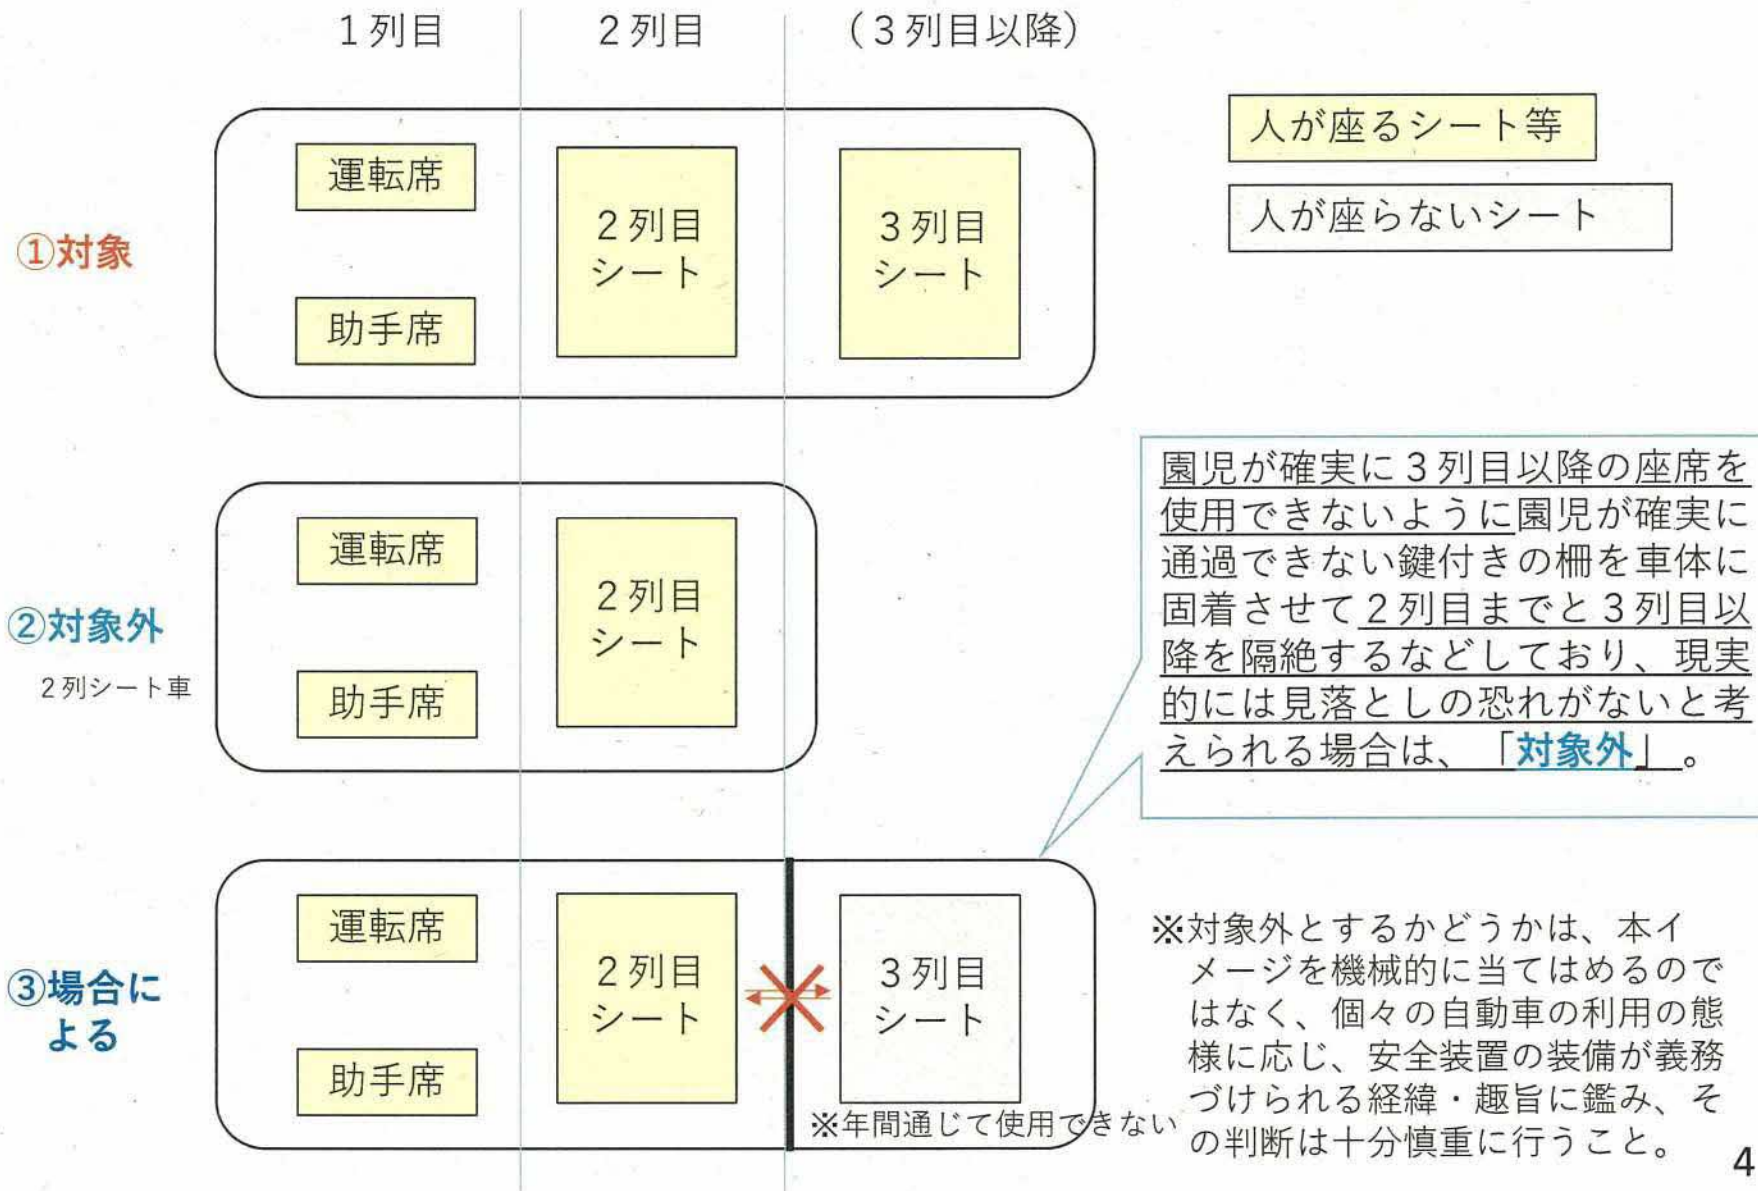 １列目
２列目
（３列目以降）
人が座るシート等
人が座らないシート
①対象
運転席
助手席
２列目
シート
３列目
シート
②対象外
２列シート車
運転席
助手席
２列目
シート
園児が確実に３列目以降の座席を
使用できないように園児が確実に
通過できない鍵付きの柵を車体に
固着させて２列目までと３列目以
降を隔絶するなどしており、現実
的には見落としの恐れがないと考
えられる場合は、「対象外」。
③場合に
よる
運転席
助手席
２列目
シート
３列目
シート
※年間通じて使用できない
※対象外とするかどうかは、本イ
メージを機械的に当てはめるので
はなく、個々の自動車の利用の態
様に応じ、安全装置の装備が義務
づけられる経緯・趣旨に鑑み、そ
の判断は十分慎重に行うこと。
4